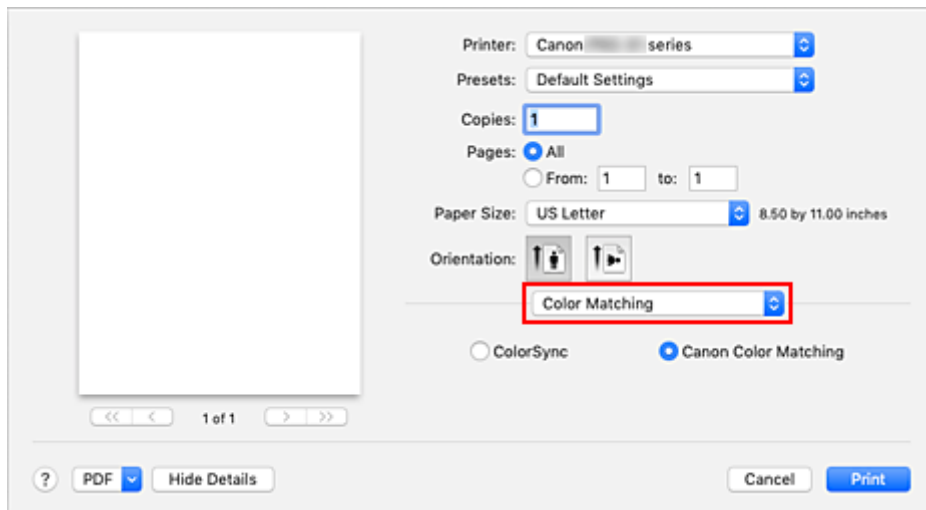 Printer: Canon series
Presets: Default Settings
Copies: 1
Pages: All
From: 1 to: 1
Paper Size: US Letter 8.50 by 11.00 inches
Orientation:
Color Matching
ColorSync Canon Color Matching
<< < 1 of 1 > >>
? PDF Hide Details Cancel Print